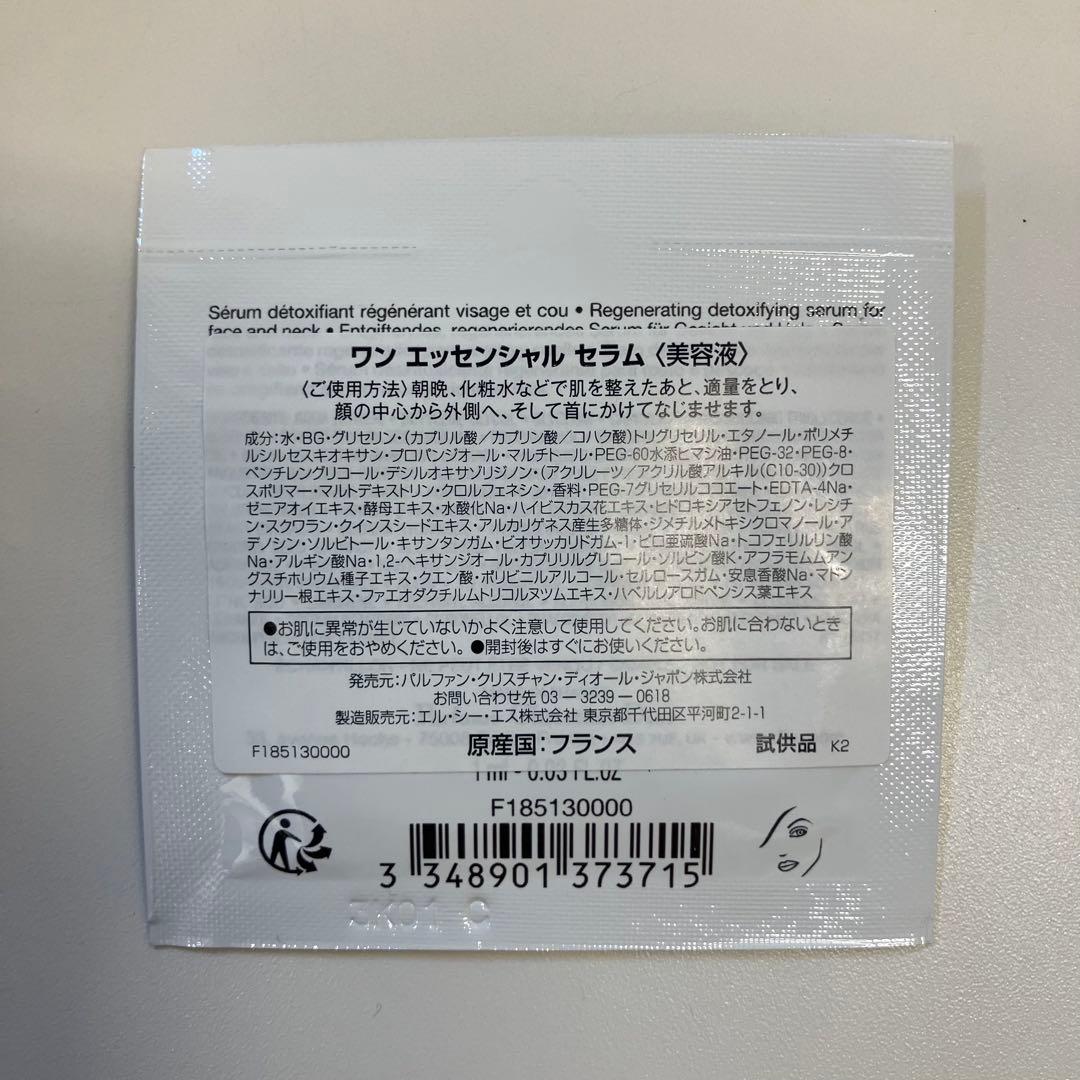 Sérum détoxifiant régénérant visage et cou • Regenerating detoxifying serum for
face and neck • Entgiftendes, regenerierendes Serum für Gesicht und
ワン エッセンシャル セラム〈美容液〉
〈ご使用方法〉朝晩、化粧水などで肌を整えたあと、適量をとり、
顔の中心から外側へ、そして首にかけてなじませます。
成分：水・BG・グリセリン・（カプリル酸／カプリン酸／コハク酸）トリグリセリル・エタノール・ポリメチ
ルシルセスキオキサン・プロパンジオール・マルチトール・PEG-60水添ヒマシ油・PEG-32・PEG-8・
ペンチレングリコール・デシルオキサゾリジノン・（アクリレーツ／アクリル酸アルキル（C10-30））クロ
スポリマー・マルトデキストリン・クロルフェネシン・香料・PEG-7グリセリルココエート・EDTA-4Na・
ゼニアオイエキス・酵母エキス・水酸化Na・ハイビスカス花エキス・ヒドロキシアセトフェノン・レシチ
ン・スクワラン・クインスシードエキス・アルカリゲネス産生多糖体・ジメチルメトキシクロマノール・ア
デノシン・ソルビトール・キサンタンガム・ビオサッカリドガム-1・ピロ亜硫酸Na・トコフェリルリン酸
Na・アルギン酸Na・1,2-ヘキサンジオール・カプリリルグリコール・ソルビン酸K・アフラモムムアン
グスチホリウム種子エキス・クエン酸・ポリビニルアルコール・セルロースガム・安息香酸Na・マドン
ナリリー根エキス・ファエオダクチルムトリコルヌツムエキス・ハベルレアロドペンシス葉エキス
●お肌に異常が生じていないかよく注意して使用してください。お肌に合わないとき
は、ご使用をおやめください。●開封後はすぐにお使いください。
発売元：パルファン・クリスチャン・ディオール・ジャポン株式会社
お問い合わせ先 03－3239－0618
製造販売元：エル・シー・エス株式会社 東京都千代田区平河町2-1-1
F185130000 原産国：フランス 試供品 K2
1 ml - 0.03 FL.OZ
F185130000
3 348901 373715
3K01 C